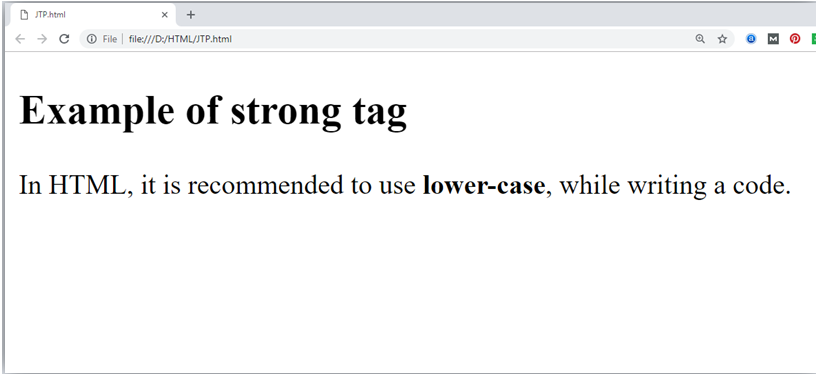 JTP.html
File | file:///D:/HTML/JTP.html
Example of strong tag
In HTML, it is recommended to use lower-case, while writing a code.